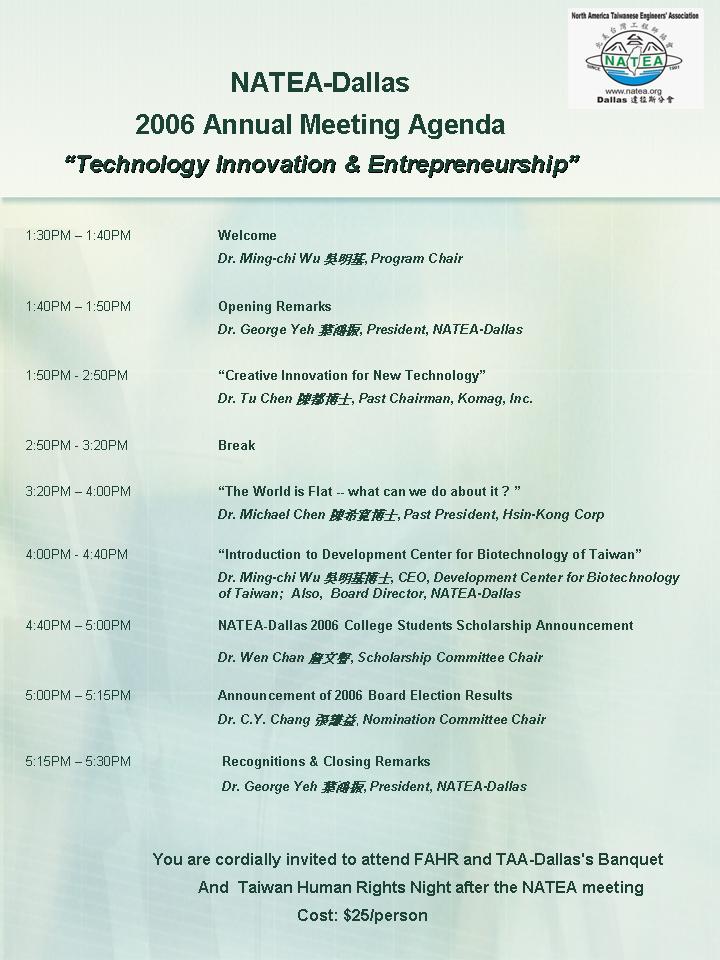 North America Taiwanese Engineers' Association
NATEA
SINCE 1991
www.natea.org
Dallas 達拉斯分會
NATEA-Dallas
2006 Annual Meeting Agenda
“Technology Innovation & Entrepreneurship”
1:30PM – 1:40PM Welcome
Dr. Ming-chi Wu 吳明基, Program Chair
1:40PM – 1:50PM Opening Remarks
Dr. George Yeh 葉鴻振, President, NATEA-Dallas
1:50PM - 2:50PM “Creative Innovation for New Technology”
Dr. Tu Chen 陳都博士, Past Chairman, Komag, Inc.
2:50PM - 3:20PM Break
3:20PM – 4:00PM “The World is Flat -- what can we do about it ? ”
Dr. Michael Chen 陳希寛博士, Past President, Hsin-Kong Corp
4:00PM - 4:40PM “Introduction to Development Center for Biotechnology of Taiwan”
Dr. Ming-chi Wu 吳明基博士, CEO, Development Center for Biotechnology
of Taiwan; Also, Board Director, NATEA-Dallas
4:40PM – 5:00PM NATEA-Dallas 2006 College Students Scholarship Announcement
Dr. Wen Chan 詹文, Scholarship Committee Chair
5:00PM – 5:15PM Announcement of 2006 Board Election Results
Dr. C.Y. Chang 張益, Nomination Committee Chair
5:15PM – 5:30PM Recognitions & Closing Remarks
Dr. George Yeh 葉鴻振, President, NATEA-Dallas
You are cordially invited to attend FAHR and TAA-Dallas's Banquet
And Taiwan Human Rights Night after the NATEA meeting
Cost: $25/person